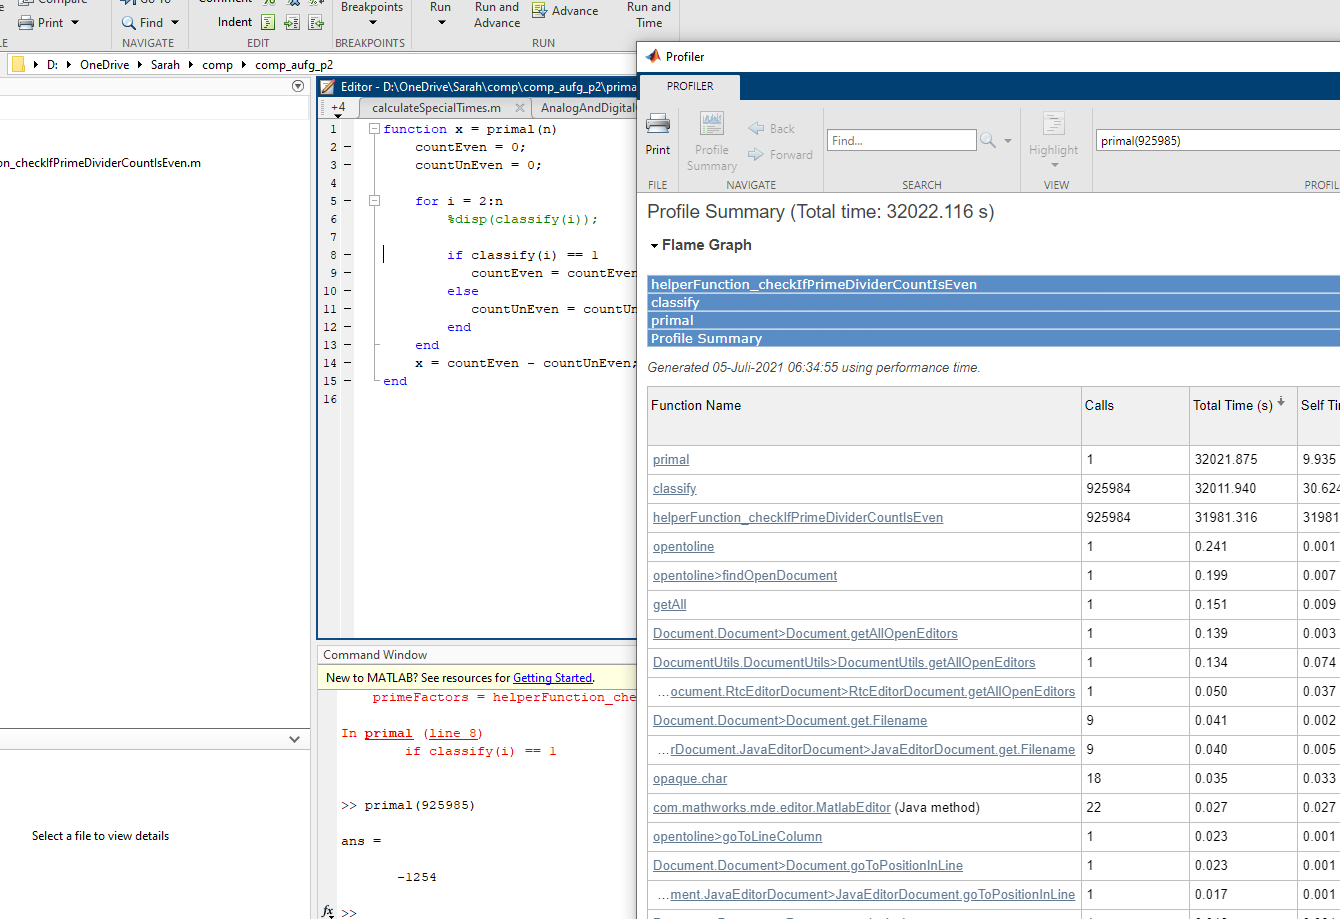 Compare
Go To
Comment
Print
Find
Indent
Breakpoints
Run
Run and
Advance
Advance
Run and
Time
NAVIGATE
EDIT
BREAKPOINTS
RUN
D:
OneDrive
Sarah
comp
comp_aufg_p2
on_checkIfPrimeDividerCountIsEven.m
Select a file to view details
Editor - D:\OneDrive\Sarah\comp\comp_aufg_p2\prima
+4
calculateSpecialTimes.m
AnalogAndDigital
1 function x = primal(n)
2 countEven = 0;
3 countUnEven = 0;
4
5 for i = 2:n
6 %disp(classify(i));
7
8 if classify(i) == 1
9 countEven = countEven
10 else
11 countUnEven = countUn
12 end
13 end
14 x = countEven - countUnEven;
15 end
16
Command Window
New to MATLAB? See resources for Getting Started.
primeFactors = helperFunction_che
In primal (line 8)
if classify(i) == 1
>> primal(925985)
ans =
-1254
fx >>
Profiler
PROFILER
Print
Profile
Summary
Back
Forward
Find...
Highlight
primal(925985)
FILE
NAVIGATE
SEARCH
VIEW
PROFIL
Profile Summary (Total time: 32022.116 s)
Flame Graph
helperFunction_checkIfPrimeDividerCountIsEven
classify
primal
Profile Summary
Generated 05-Juli-2021 06:34:55 using performance time.
Function Name Calls Total Time (s) Self Ti
primal 1 32021.875 9.935
classify 925984 32011.940 30.624
helperFunction_checkIfPrimeDividerCountIsEven 925984 31981.316 31981
opentoline 1 0.241 0.001
opentoline>findOpenDocument 1 0.199 0.007
getAll 1 0.151 0.009
Document.Document>Document.getAllOpenEditors 1 0.139 0.003
DocumentUtils.DocumentUtils>DocumentUtils.getAllOpenEditors 1 0.134 0.074
...ocument.RtcEditorDocument>RtcEditorDocument.getAllOpenEditors 1 0.050 0.037
Document.Document>Document.get.Filename 9 0.041 0.002
...rDocument.JavaEditorDocument>JavaEditorDocument.get.Filename 9 0.040 0.005
opaque.char 18 0.035 0.033
com.mathworks.mde.editor.MatlabEditor (Java method) 22 0.027 0.027
opentoline>goToLineColumn 1 0.023 0.001
Document.Document>Document.goToPositionInLine 1 0.023 0.001
...ment.JavaEditorDocument>JavaEditorDocument.goToPositionInLine 1 0.017 0.001